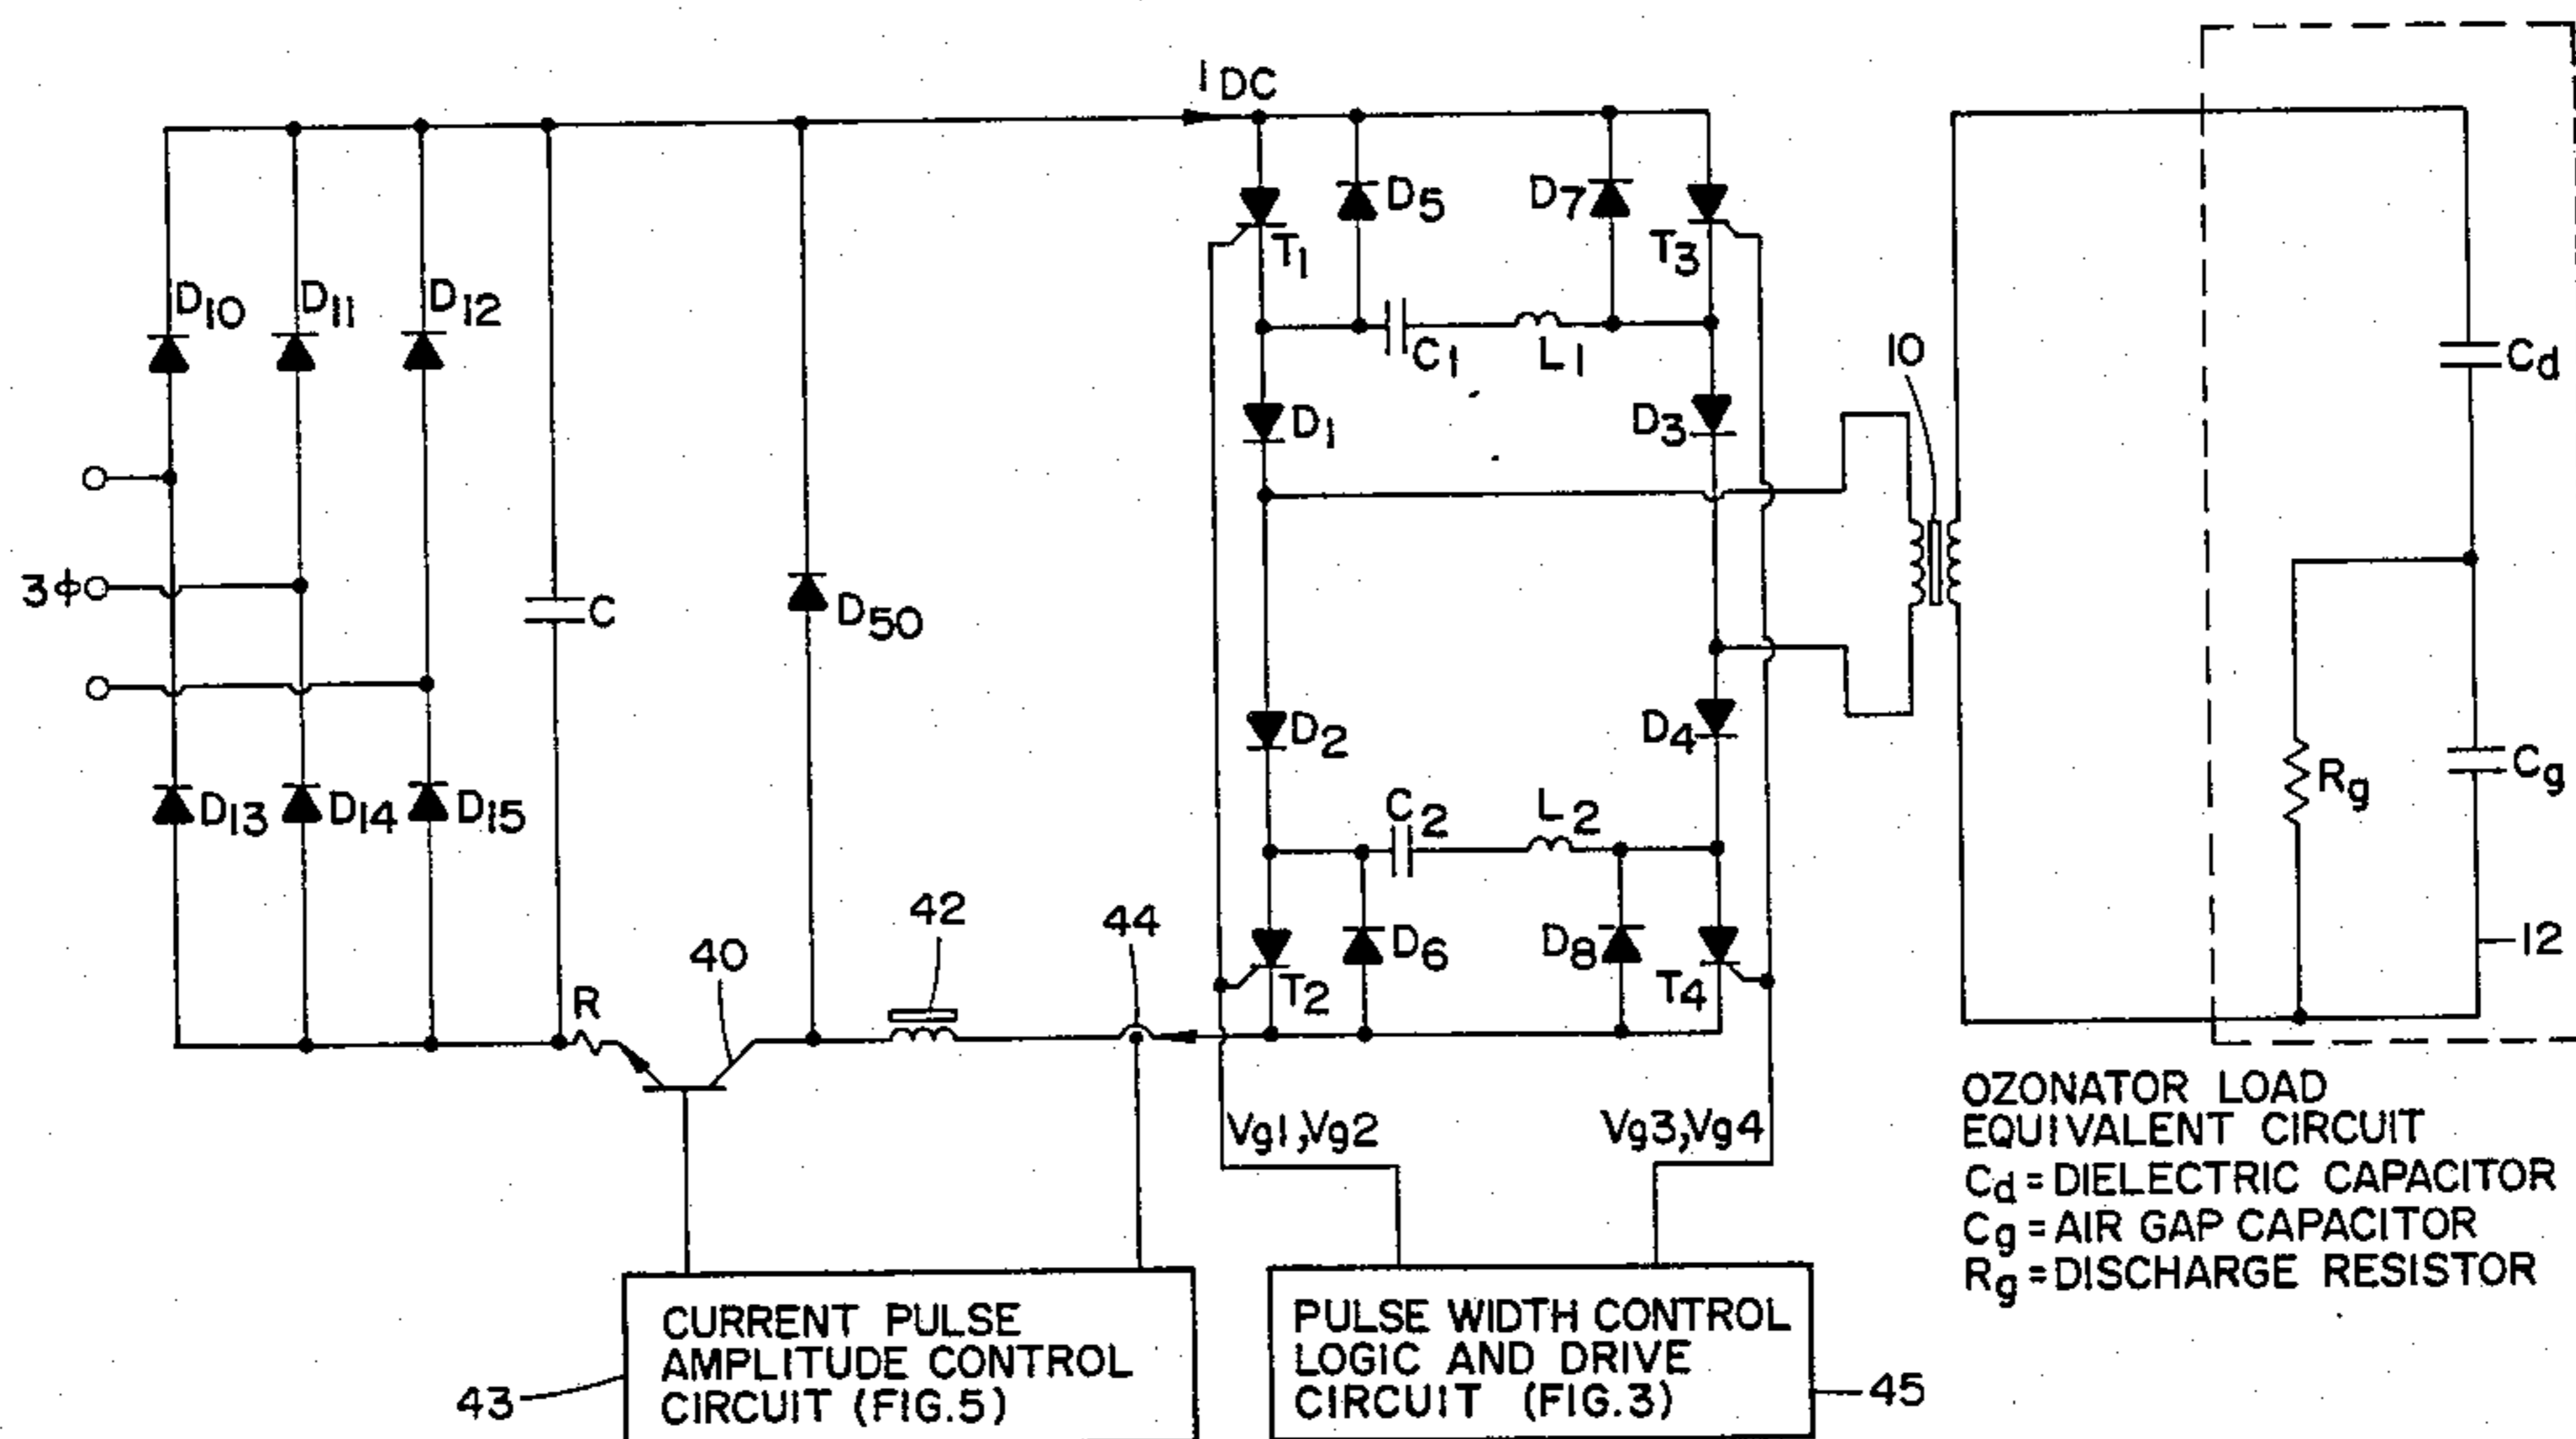 I DC
D5
D7
T1
T3
D10
D11
D12
C1
L1
10
Cd
D1
D3
3ϕ
C
D50
D2
D4
Rg
Cg
D13
D14
D15
C2
L2
42
44
40
D6
D8
12
R
T2
T4
Vg1,Vg2
Vg3,Vg4
OZONATOR LOAD
EQUIVALENT CIRCUIT
Cd = DIELECTRIC CAPACITOR
Cg = AIR GAP CAPACITOR
Rg = DISCHARGE RESISTOR
CURRENT PULSE
AMPLITUDE CONTROL
CIRCUIT (FIG.5)
43
PULSE WIDTH CONTROL
LOGIC AND DRIVE
CIRCUIT (FIG.3)
45